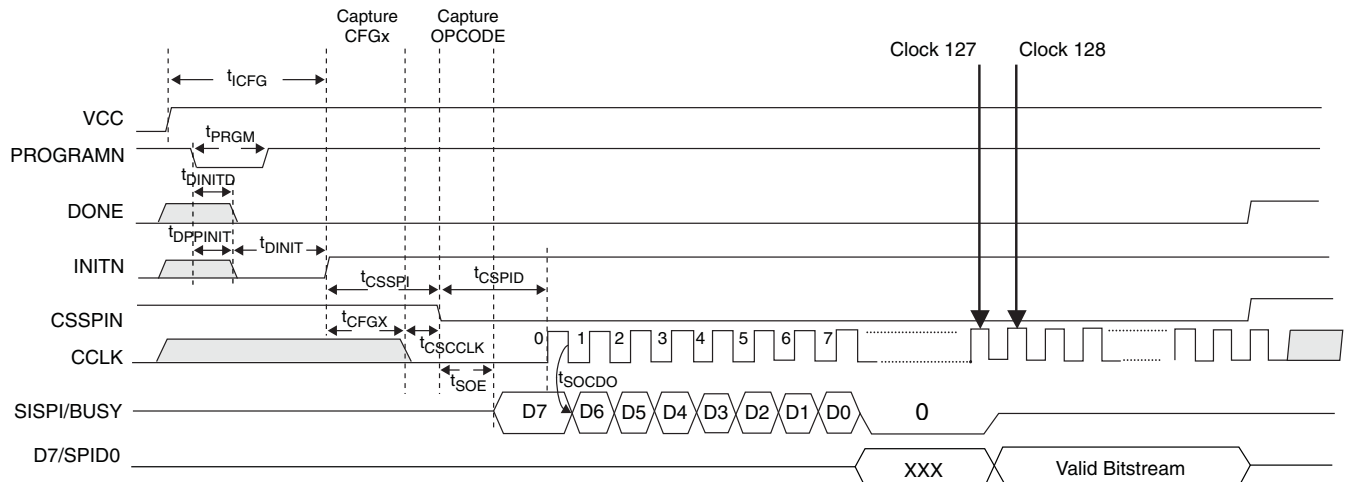 Capture CFGx
Capture OPCODE
Clock 127
Clock 128
tICFG
VCC
tPRGM
PROGRAMN
tDINITD
DONE
tDPPINIT
tDINIT
INITN
tCSSPI
tCSPID
CSSPIN
tCFGX
tCSCCLK
0 1 2 3 4 5 6 7
CCLK
tSOE
tSOCDO
SISPI/BUSY
D7 D6 D5 D4 D3 D2 D1 D0 0
D7/SPID0
XXX
Valid Bitstream